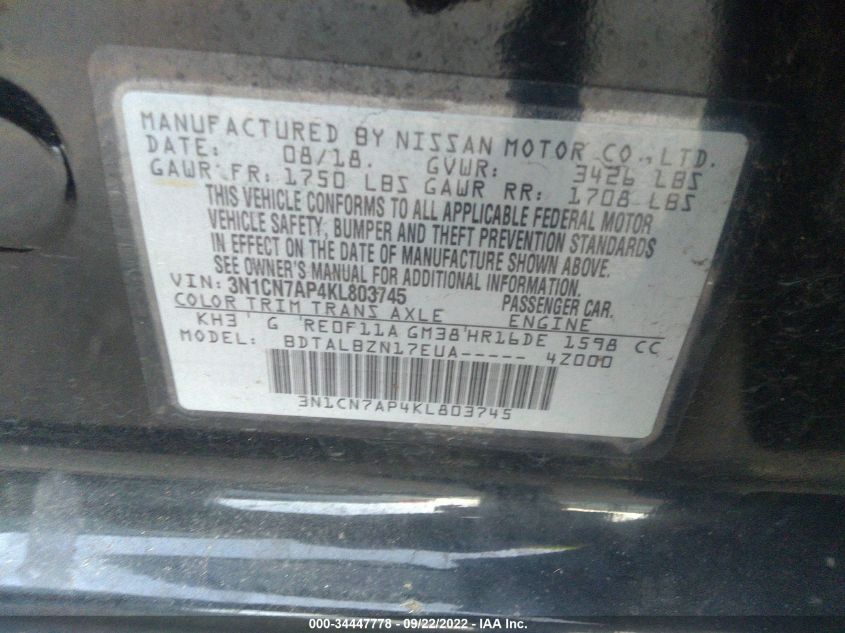 MANUFACTURED BY NISSAN MOTOR CO., LTD.
DATE: 08/18. GVWR: 3426 LBS
GAWR FR: 1750 LBS GAWR RR: 1708 LBS
THIS VEHICLE CONFORMS TO ALL APPLICABLE FEDERAL MOTOR
VEHICLE SAFETY, BUMPER AND THEFT PREVENTION STANDARDS
IN EFFECT ON THE DATE OF MANUFACTURE SHOWN ABOVE.
SEE OWNER'S MANUAL FOR ADDITIONAL INFORMATION.
VIN: 3N1CN7AP4KL803745 PASSENGER CAR.
COLOR TRIM TRANS AXLE ENGINE
KH3 G RE0F11A GM38 HR16DE 1598 CC
MODEL: BDTALBZN17EUA----- 4Z000
3N1CN7AP4KL803745
000-34447778 - 09/22/2022 - IAA Inc.